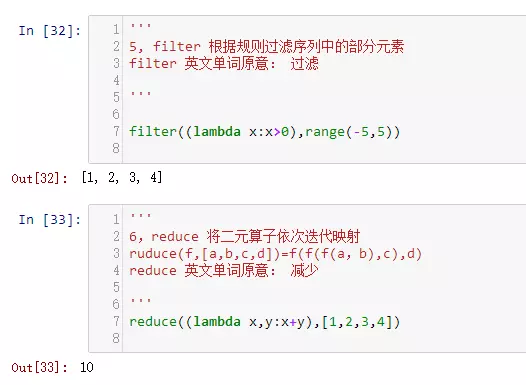 In [32]:
1 '''
2 5, filter 根据规则过滤序列中的部分元素
3 filter 英文单词原意： 过滤
4
5 '''
6
7 filter((lambda x:x>0),range(-5,5))
8
Out[32]: [1, 2, 3, 4]
In [33]:
1 '''
2 6, reduce 将二元算子依次迭代映射
3 ruduce(f,[a,b,c,d])=f(f(f(a, b),c),d)
4 reduce 英文单词原意： 减少
5
6 '''
7 reduce((lambda x,y:x+y),[1,2,3,4])
8
Out[33]: 10